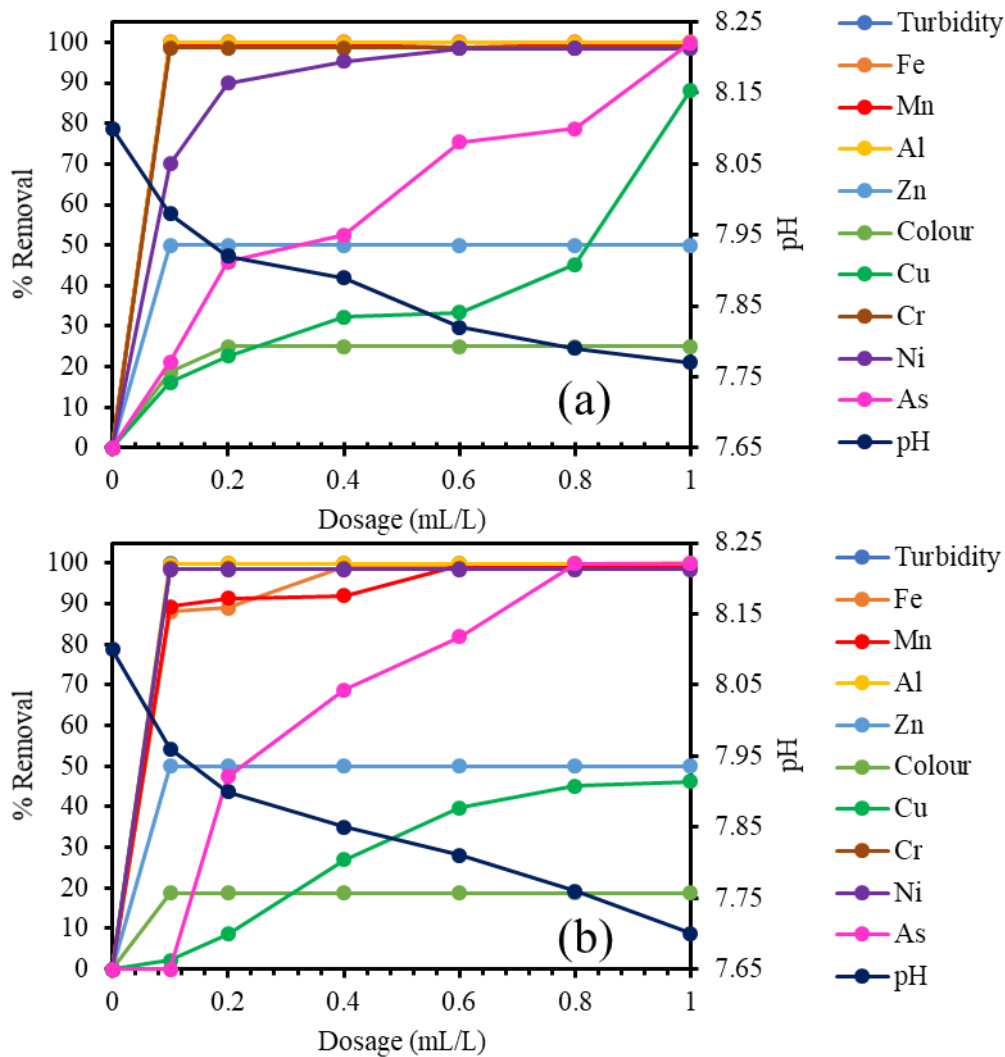 100
90
80
70
60
50
40
30
20
10
0
% Removal
0 0.2 0.4 0.6 0.8 1
Dosage (mL/L)
8.25
8.15
8.05
7.95
7.85
7.75
7.65
pH
(a)
Turbidity
Fe
Mn
Al
Zn
Colour
Cu
Cr
Ni
As
pH
100
90
80
70
60
50
40
30
20
10
0
% Removal
0 0.2 0.4 0.6 0.8 1
Dosage (mL/L)
8.25
8.15
8.05
7.95
7.85
7.75
7.65
pH
(b)
Turbidity
Fe
Mn
Al
Zn
Colour
Cu
Cr
Ni
As
pH